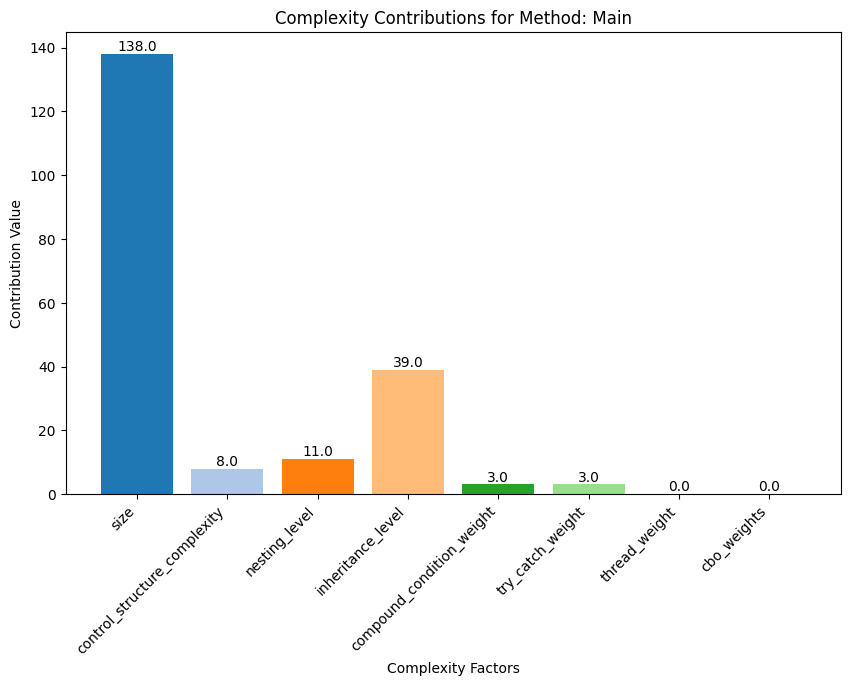 Complexity Contributions for Method: Main
Contribution Value
140
120
100
80
60
40
20
0
138.0
8.0
11.0
39.0
3.0
3.0
0.0
0.0
size
control_structure_complexity
nesting_level
inheritance_level
compound_condition_weight
try_catch_weight
thread_weight
cbo_weights
Complexity Factors